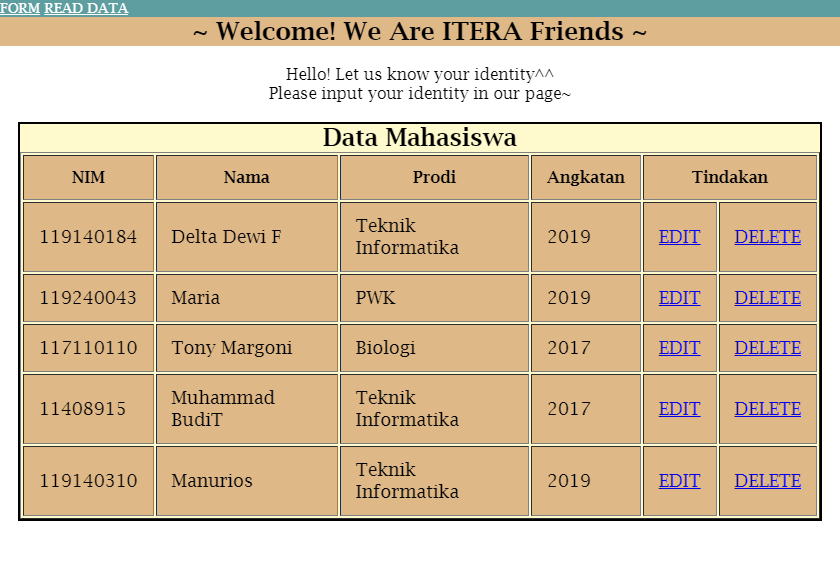 FORM READ DATA
~ Welcome! We Are ITERA Friends ~
Hello! Let us know your identity^^
Please input your identity in our page~
Data Mahasiswa
NIM Nama Prodi Angkatan Tindakan
119140184 Delta Dewi F Teknik Informatika 2019 EDIT DELETE
119240043 Maria PWK 2019 EDIT DELETE
117110110 Tony Margoni Biologi 2017 EDIT DELETE
11408915 Muhammad BudiT Teknik Informatika 2017 EDIT DELETE
119140310 Manurios Teknik Informatika 2019 EDIT DELETE